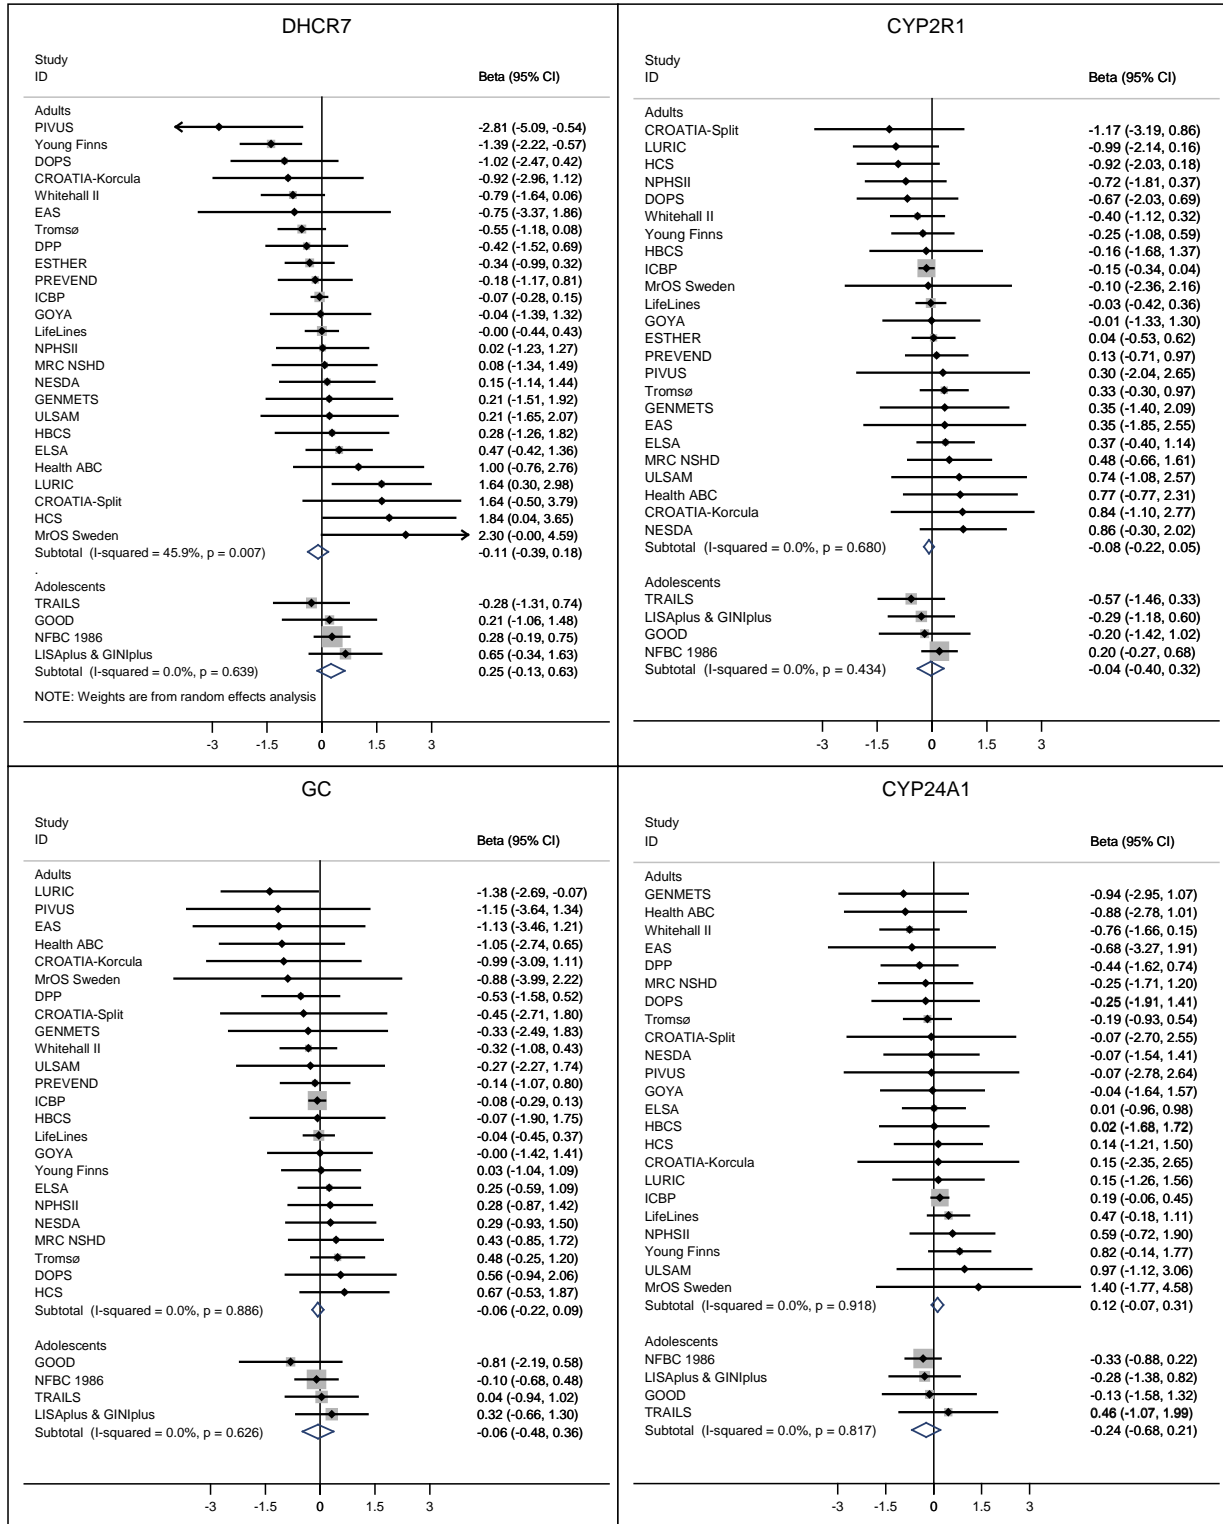 DHCR7
Study
ID Beta (95% CI)
Adults
PIVUS -2.81 (-5.09, -0.54)
Young Finns -1.39 (-2.22, -0.57)
DOPS -1.02 (-2.47, 0.42)
CROATIA-Korcula -0.92 (-2.96, 1.12)
Whitehall II -0.79 (-1.64, 0.06)
EAS -0.75 (-3.37, 1.86)
Tromsø -0.55 (-1.18, 0.08)
DPP -0.42 (-1.52, 0.69)
ESTHER -0.34 (-0.99, 0.32)
PREVEND -0.18 (-1.17, 0.81)
ICBP -0.07 (-0.28, 0.15)
GOYA -0.04 (-1.39, 1.32)
LifeLines -0.00 (-0.44, 0.43)
NPHSII 0.02 (-1.23, 1.27)
MRC NSHD 0.08 (-1.34, 1.49)
NESDA 0.15 (-1.14, 1.44)
GENMETS 0.21 (-1.51, 1.92)
ULSAM 0.21 (-1.65, 2.07)
HBCS 0.28 (-1.26, 1.82)
ELSA 0.47 (-0.42, 1.36)
Health ABC 1.00 (-0.76, 2.76)
LURIC 1.64 (0.30, 2.98)
CROATIA-Split 1.64 (-0.50, 3.79)
HCS 1.84 (0.04, 3.65)
MrOS Sweden 2.30 (-0.00, 4.59)
Subtotal (I-squared = 45.9%, p = 0.007) -0.11 (-0.39, 0.18)
.
Adolescents
TRAILS -0.28 (-1.31, 0.74)
GOOD 0.21 (-1.06, 1.48)
NFBC 1986 0.28 (-0.19, 0.75)
LISAplus & GINIplus 0.65 (-0.34, 1.63)
Subtotal (I-squared = 0.0%, p = 0.639) 0.25 (-0.13, 0.63)
NOTE: Weights are from random effects analysis
-3 -1.5 0 1.5 3
CYP2R1
Study
ID Beta (95% CI)
Adults
CROATIA-Split -1.17 (-3.19, 0.86)
LURIC -0.99 (-2.14, 0.16)
HCS -0.92 (-2.03, 0.18)
NPHSII -0.72 (-1.81, 0.37)
DOPS -0.67 (-2.03, 0.69)
Whitehall II -0.40 (-1.12, 0.32)
Young Finns -0.25 (-1.08, 0.59)
HBCS -0.16 (-1.68, 1.37)
ICBP -0.15 (-0.34, 0.04)
MrOS Sweden -0.10 (-2.36, 2.16)
LifeLines -0.03 (-0.42, 0.36)
GOYA -0.01 (-1.33, 1.30)
ESTHER 0.04 (-0.53, 0.62)
PREVEND 0.13 (-0.71, 0.97)
PIVUS 0.30 (-2.04, 2.65)
Tromsø 0.33 (-0.30, 0.97)
GENMETS 0.35 (-1.40, 2.09)
EAS 0.35 (-1.85, 2.55)
ELSA 0.37 (-0.40, 1.14)
MRC NSHD 0.48 (-0.66, 1.61)
ULSAM 0.74 (-1.08, 2.57)
Health ABC 0.77 (-0.77, 2.31)
CROATIA-Korcula 0.84 (-1.10, 2.77)
NESDA 0.86 (-0.30, 2.02)
Subtotal (I-squared = 0.0%, p = 0.680) -0.08 (-0.22, 0.05)
Adolescents
TRAILS -0.57 (-1.46, 0.33)
LISAplus & GINIplus -0.29 (-1.18, 0.60)
GOOD -0.20 (-1.42, 1.02)
NFBC 1986 0.20 (-0.27, 0.68)
Subtotal (I-squared = 0.0%, p = 0.434) -0.04 (-0.40, 0.32)
-3 -1.5 0 1.5 3
GC
Study
ID Beta (95% CI)
Adults
LURIC -1.38 (-2.69, -0.07)
PIVUS -1.15 (-3.64, 1.34)
EAS -1.13 (-3.46, 1.21)
Health ABC -1.05 (-2.74, 0.65)
CROATIA-Korcula -0.99 (-3.09, 1.11)
MrOS Sweden -0.88 (-3.99, 2.22)
DPP -0.53 (-1.58, 0.52)
CROATIA-Split -0.45 (-2.71, 1.80)
GENMETS -0.33 (-2.49, 1.83)
Whitehall II -0.32 (-1.08, 0.43)
ULSAM -0.27 (-2.27, 1.74)
PREVEND -0.14 (-1.07, 0.80)
ICBP -0.08 (-0.29, 0.13)
HBCS -0.07 (-1.90, 1.75)
LifeLines -0.04 (-0.45, 0.37)
GOYA -0.00 (-1.42, 1.41)
Young Finns 0.03 (-1.04, 1.09)
ELSA 0.25 (-0.59, 1.09)
NPHSII 0.28 (-0.87, 1.42)
NESDA 0.29 (-0.93, 1.50)
MRC NSHD 0.43 (-0.85, 1.72)
Tromsø 0.48 (-0.25, 1.20)
DOPS 0.56 (-0.94, 2.06)
HCS 0.67 (-0.53, 1.87)
Subtotal (I-squared = 0.0%, p = 0.886) -0.06 (-0.22, 0.09)
Adolescents
GOOD -0.81 (-2.19, 0.58)
NFBC 1986 -0.10 (-0.68, 0.48)
TRAILS 0.04 (-0.94, 1.02)
LISAplus & GINIplus 0.32 (-0.66, 1.30)
Subtotal (I-squared = 0.0%, p = 0.626) -0.06 (-0.48, 0.36)
-3 -1.5 0 1.5 3
CYP24A1
Study
ID Beta (95% CI)
Adults
GENMETS -0.94 (-2.95, 1.07)
Health ABC -0.88 (-2.78, 1.01)
Whitehall II -0.76 (-1.66, 0.15)
EAS -0.68 (-3.27, 1.91)
DPP -0.44 (-1.62, 0.74)
MRC NSHD -0.25 (-1.71, 1.20)
DOPS -0.25 (-1.91, 1.41)
Tromsø -0.19 (-0.93, 0.54)
CROATIA-Split -0.07 (-2.70, 2.55)
NESDA -0.07 (-1.54, 1.41)
PIVUS -0.07 (-2.78, 2.64)
GOYA -0.04 (-1.64, 1.57)
ELSA 0.01 (-0.96, 0.98)
HBCS 0.02 (-1.68, 1.72)
HCS 0.14 (-1.21, 1.50)
CROATIA-Korcula 0.15 (-2.35, 2.65)
LURIC 0.15 (-1.26, 1.56)
ICBP 0.19 (-0.06, 0.45)
LifeLines 0.47 (-0.18, 1.11)
NPHSII 0.59 (-0.72, 1.90)
Young Finns 0.82 (-0.14, 1.77)
ULSAM 0.97 (-1.12, 3.06)
MrOS Sweden 1.40 (-1.77, 4.58)
Subtotal (I-squared = 0.0%, p = 0.918) 0.12 (-0.07, 0.31)
Adolescents
NFBC 1986 -0.33 (-0.88, 0.22)
LISAplus & GINIplus -0.28 (-1.38, 0.82)
GOOD -0.13 (-1.58, 1.32)
TRAILS 0.46 (-1.07, 1.99)
Subtotal (I-squared = 0.0%, p = 0.817) -0.24 (-0.68, 0.21)
-3 -1.5 0 1.5 3